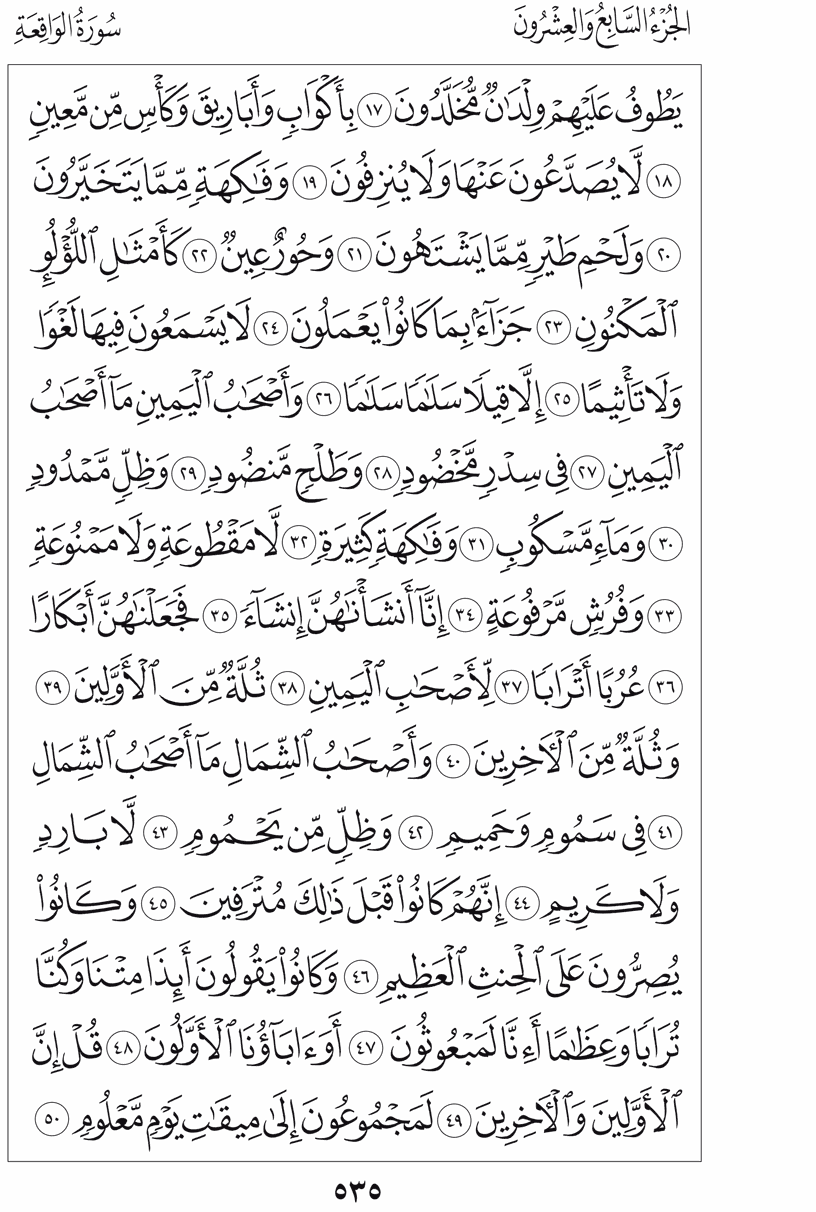 الجُزْءُ السَّابِعُ وَالعِشْرُونَ سُورَةُ الوَاقِعَةِ
يَطُوفُ عَلَيْهِمْ وِلْدَٰنٌ مُّخَلَّدُونَ ١٧ بِأَكْوَابٍ وَأَبَارِيقَ وَكَأْسٍ مِّن مَّعِينٍ
١٨ لَّا يُصَدَّعُونَ عَنْهَا وَلَا يُنزِفُونَ ١٩ وَفَٰكِهَةٍ مِّمَّا يَتَخَيَّرُونَ
٢٠ وَلَحْمِ طَيْرٍ مِّمَّا يَشْتَهُونَ ٢١ وَحُورٌ عِينٌ ٢٢ كَأَمْثَٰلِ ٱللُّؤْلُؤِ
ٱلْمَكْنُونِ ٢٣ جَزَآءًۢ بِمَا كَانُوا۟ يَعْمَلُونَ ٢٤ لَا يَسْمَعُونَ فِيهَا لَغْوًا
وَلَا تَأْثِيمًا ٢٥ إِلَّا قِيلًا سَلَٰمًا سَلَٰمًا ٢٦ وَأَصْحَٰبُ ٱلْيَمِينِ مَآ أَصْحَٰبُ
ٱلْيَمِينِ ٢٧ فِى سِدْرٍ مَّخْضُودٍ ٢٨ وَطَلْحٍ مَّنضُودٍ ٢٩ وَظِلٍّ مَّمْدُودٍ
٣٠ وَمَآءٍ مَّسْكُوبٍ ٣١ وَفَٰكِهَةٍ كَثِيرَةٍ ٣٢ لَّا مَقْطُوعَةٍ وَلَا مَمْنُوعَةٍ
٣٣ وَفُرُشٍ مَّرْفُوعَةٍ ٣٤ إِنَّآ أَنشَأْنَٰهُنَّ إِنشَآءً ٣٥ فَجَعَلْنَٰهُنَّ أَبْكَارًا
٣٦ عُرُبًا أَتْرَابًا ٣٧ لِّأَصْحَٰبِ ٱلْيَمِينِ ٣٨ ثُلَّةٌ مِّنَ ٱلْأَوَّلِينَ ٣٩
وَثُلَّةٌ مِّنَ ٱلْـَٔاخِرِينَ ٤٠ وَأَصْحَٰبُ ٱلشِّمَالِ مَآ أَصْحَٰبُ ٱلشِّمَالِ
٤١ فِى سَمُومٍ وَحَمِيمٍ ٤٢ وَظِلٍّ مِّن يَحْمُومٍ ٤٣ لَّا بَارِدٍ
وَلَا كَرِيمٍ ٤٤ إِنَّهُمْ كَانُوا۟ قَبْلَ ذَٰلِكَ مُتْرَفِينَ ٤٥ وَكَانُوا۟
يُصِرُّونَ عَلَى ٱلْحِنثِ ٱلْعَظِيمِ ٤٦ وَكَانُوا۟ يَقُولُونَ أَئِذَا مِتْنَا وَكُنَّا
تُرَابًا وَعِظَٰمًا أَءِنَّا لَمَبْعُوثُونَ ٤٧ أَوَءَابَآؤُنَا ٱلْأَوَّلُونَ ٤٨ قُلْ إِنَّ
ٱلْأَوَّلِينَ وَٱلْـَٔاخِرِينَ ٤٩ لَمَجْمُوعُونَ إِلَىٰ مِيقَٰتِ يَوْمٍ مَّعْلُومٍ ٥٠
٥٣٥